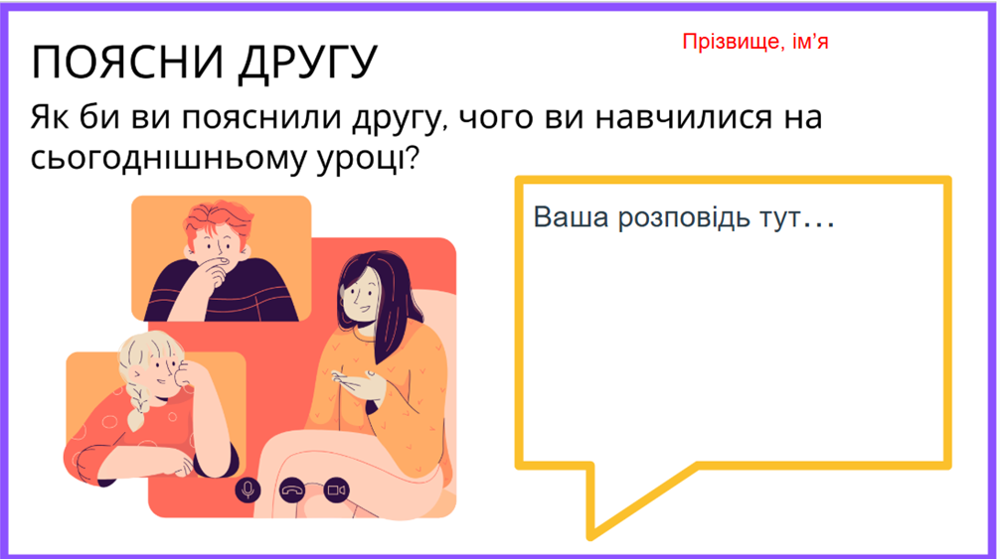 ПОЯСНИ ДРУГУ
Прізвище, ім’я
Як би ви пояснили другу, чого ви навчилися на
сьогоднішньому уроці?
Ваша розповідь тут…